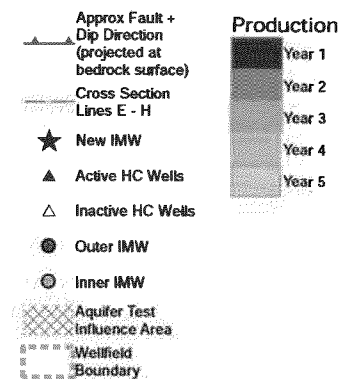 Approx Fault +
Dip Direction
(projected at
bedrock surface)
Cross Section
Lines E - H
New IMW
Active HC Wells
Inactive HC Wells
Outer IMW
Inner IMW
Aquifer Test
Influence Area
Wellfield
Boundary
Production
Year 1
Year 2
Year 3
Year 4
Year 5